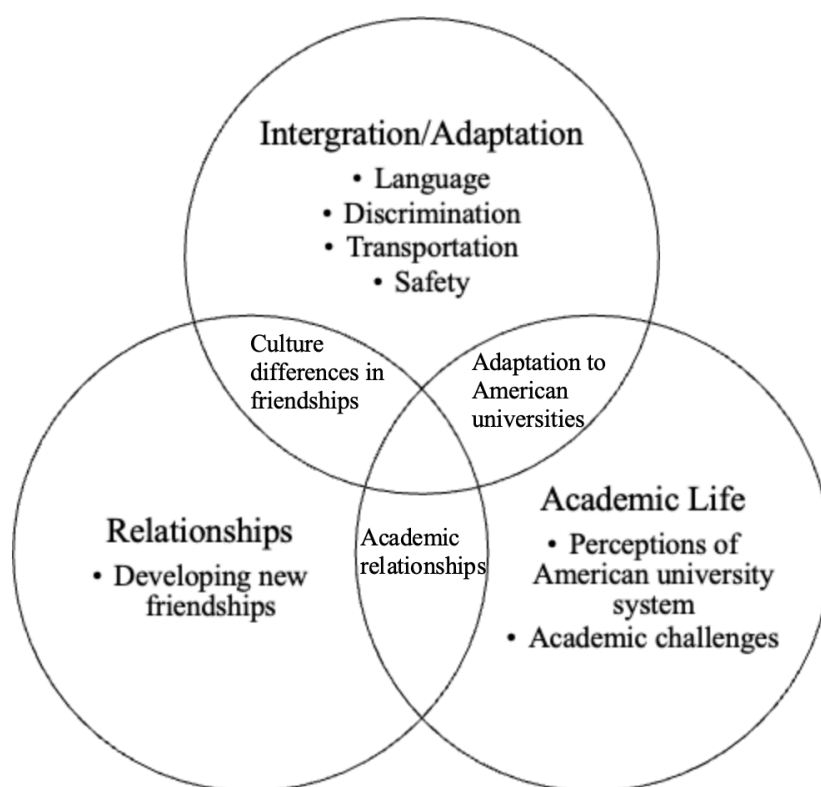 Intergration/Adaptation
• Language
• Discrimination
• Transportation
• Safety
Culture
differences in
friendships
Adaptation to
American
universities
Relationships
• Developing new
friendships
Academic
relationships
Academic Life
• Perceptions of
American university
system
• Academic challenges